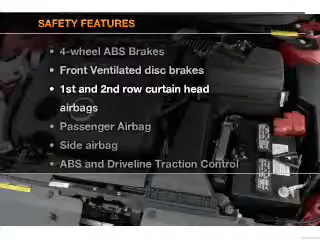 SAFETY FEATURES
• 4-wheel ABS Brakes
• Front Ventilated disc brakes
• 1st and 2nd row curtain head
airbags
• Passenger Airbag
• Side airbag
• ABS and Driveline Traction Control